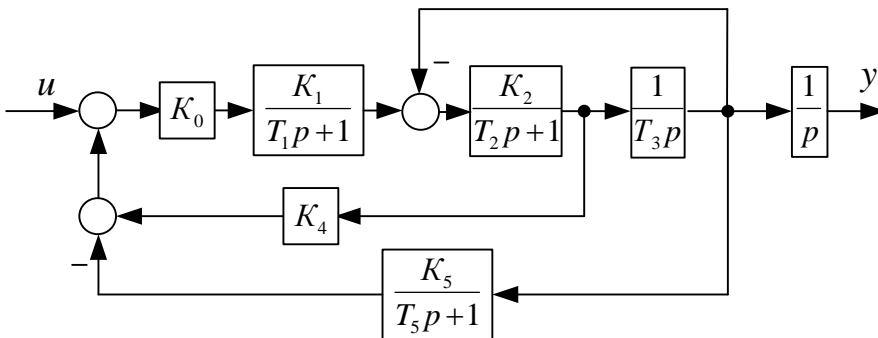 u
K₀
K₁
T₁p+1
−
K₂
T₂p+1
1
T₃p
1
p
y
K₄
−
K₅
T₅p+1